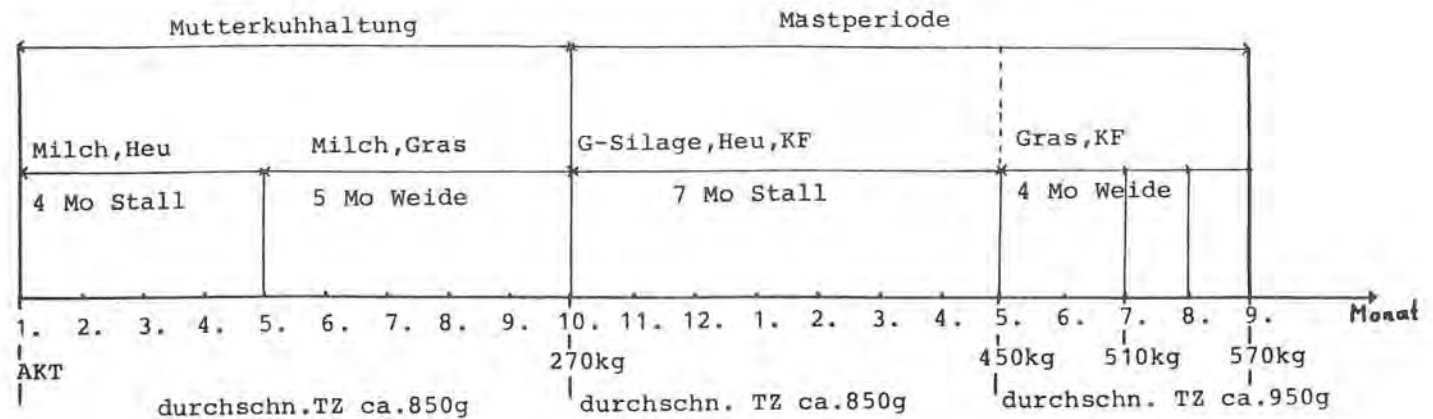 Mutterkuhhaltung Mastperiode
Milch,Heu Milch,Gras G-Silage,Heu,KF Gras,KF
4 Mo Stall 5 Mo Weide 7 Mo Stall 4 Mo Weide
1. 2. 3. 4. 5. 6. 7. 8. 9. 10. 11. 12. 1. 2. 3. 4. 5. 6. 7. 8. 9. Monat
270kg 450kg 510kg 570kg
AKT
durchschn.TZ ca.850g durchschn. TZ ca.850g durchschn. TZ ca.950g